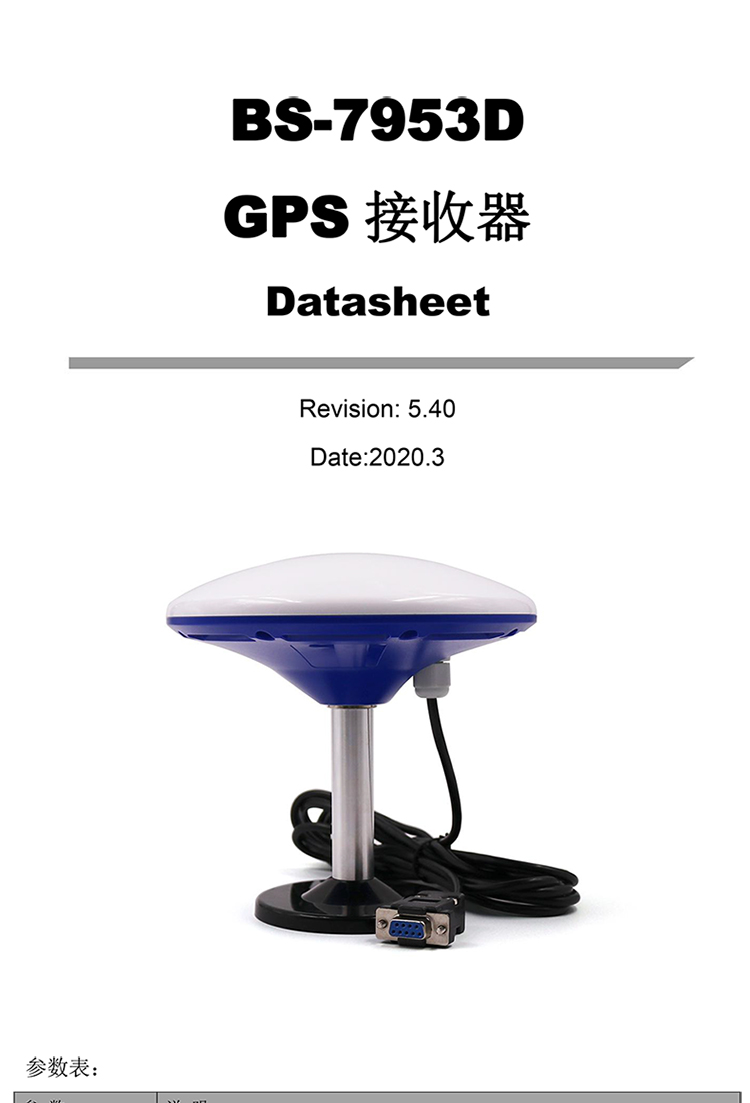 BS-7953D
GPS 接收器
Datasheet
Revision: 5.40
Date:2020.3
参数表：